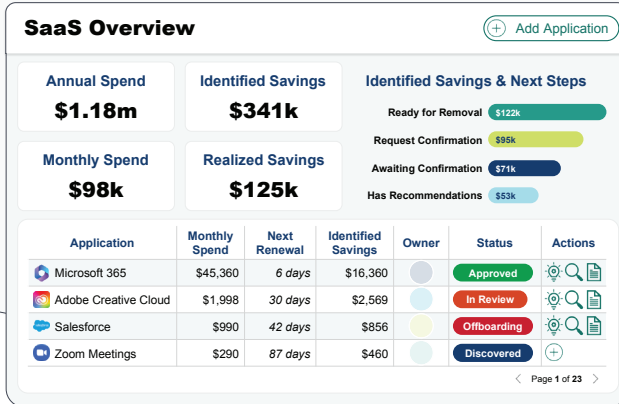 SaaS Overview
Add Application
Annual Spend
$1.18m
Identified Savings
$341k
Monthly Spend
$98k
Realized Savings
$125k
Identified Savings & Next Steps
Ready for Removal $122k
Request Confirmation $95k
Awaiting Confirmation $71k
Has Recommendations $53k
Application Monthly Spend Next Renewal Identified Savings Owner Status Actions
Microsoft 365 $45,360 6 days $16,360 Approved
Adobe Creative Cloud $1,998 30 days $2,569 In Review
Salesforce $990 42 days $856 Offboarding
Zoom Meetings $290 87 days $460 Discovered
Page 1 of 23